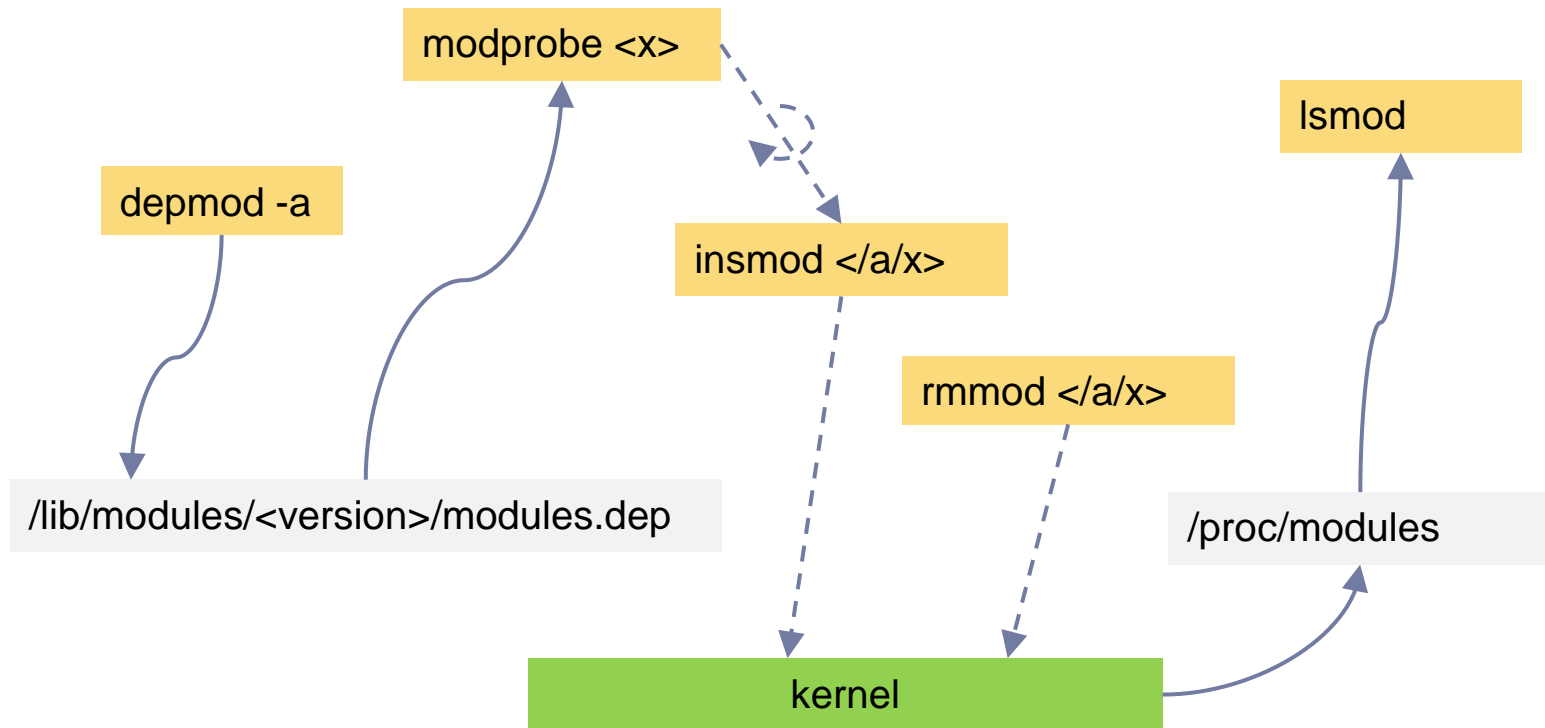 modprobe <x>
lsmod
depmod -a
insmod </a/x>
rmmod </a/x>
/lib/modules/<version>/modules.dep
/proc/modules
kernel